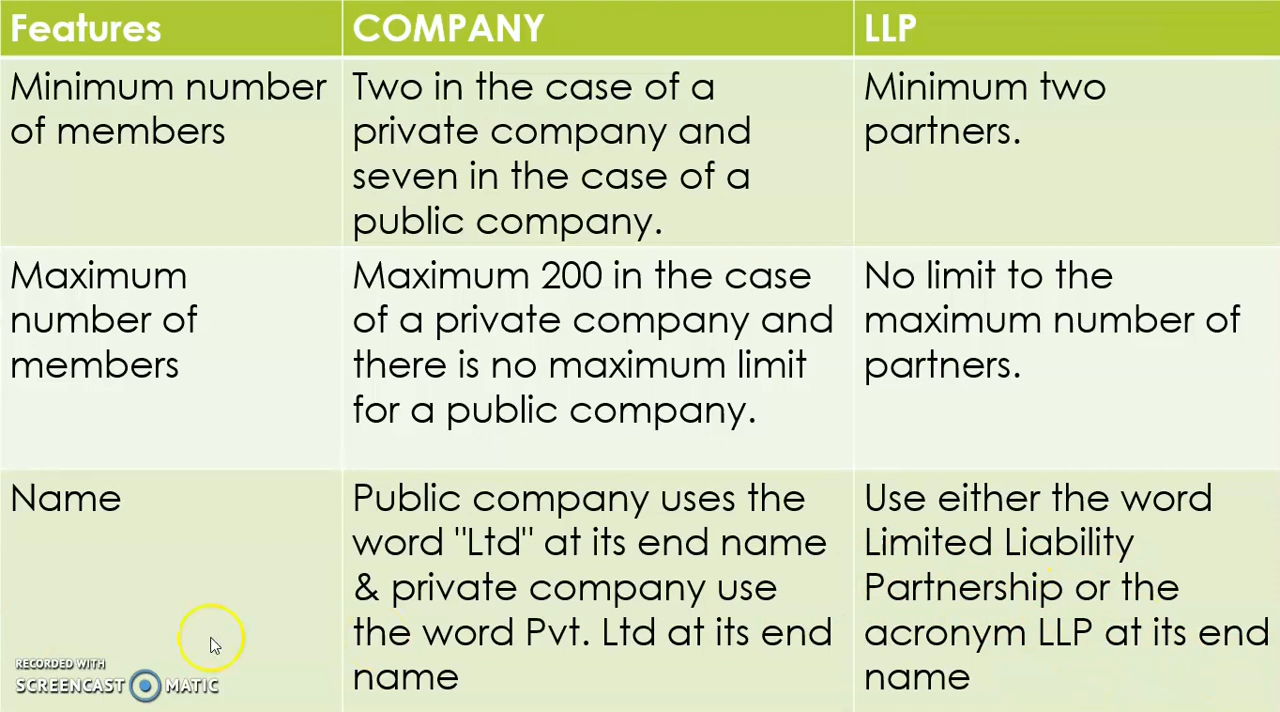 Features
COMPANY
LLP
Minimum number
of members
Two in the case of a
private company and
seven in the case of a
public company.
Minimum two
partners.
Maximum
number of
members
Maximum 200 in the case
of a private company and
there is no maximum limit
for a public company.
No limit to the
maximum number of
partners.
Name
Public company uses the
word "Ltd" at its end name
& private company use
the word Pvt. Ltd at its end
name
Use either the word
Limited Liability
Partnership or the
acronym LLP at its end
name
RECORDED WITH
SCREENCAST MATIC